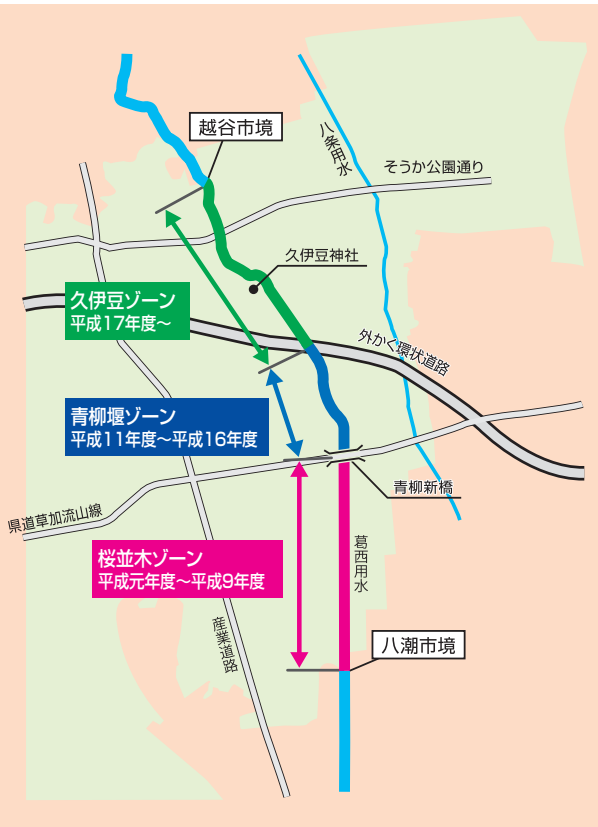 越谷市境
八条用水
そうか公園通り
久伊豆神社
久伊豆ゾーン
平成17年度～
外かく環状道路
青柳堰ゾーン
平成11年度～平成16年度
青柳新橋
県道草加流山線
桜並木ゾーン
平成元年度～平成9年度
葛西用水
産業道路
八潮市境